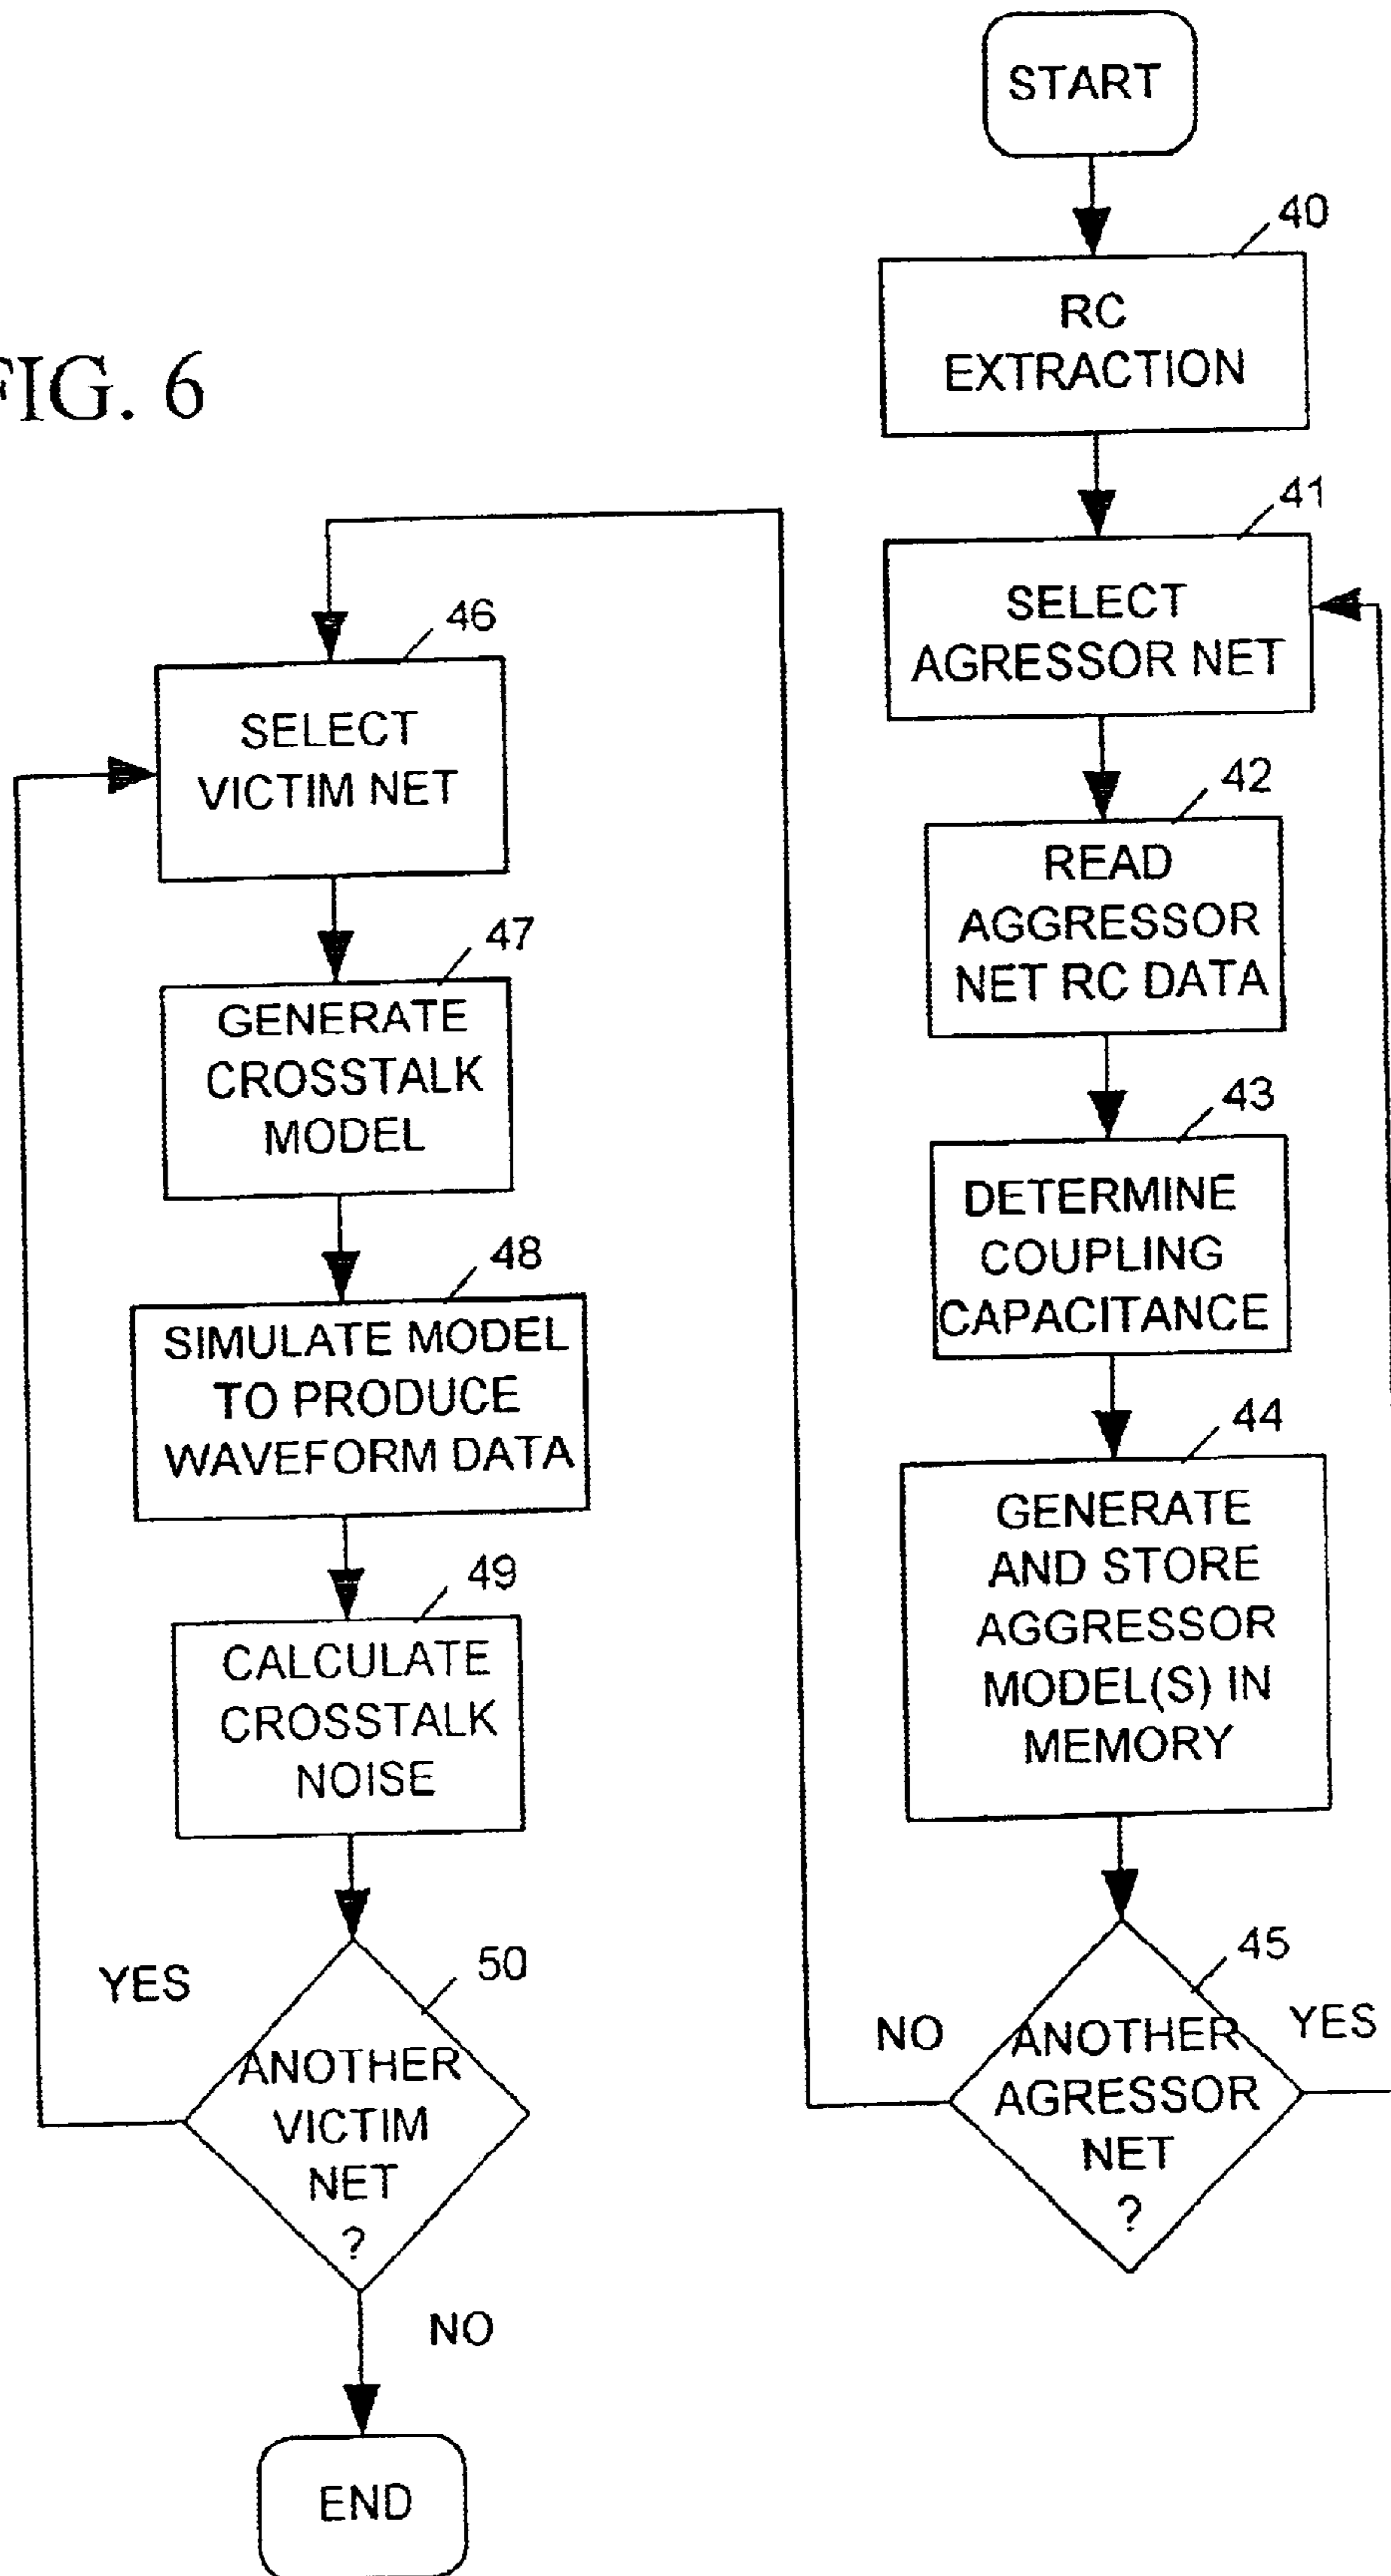 FIG. 6
START
40
RC
EXTRACTION
41
SELECT
AGRESSOR NET
42
READ
AGGRESSOR
NET RC DATA
43
DETERMINE
COUPLING
CAPACITANCE
44
GENERATE
AND STORE
AGGRESSOR
MODEL(S) IN
MEMORY
45
ANOTHER
AGRESSOR
NET
?
NO
YES
46
SELECT
VICTIM NET
47
GENERATE
CROSSTALK
MODEL
48
SIMULATE MODEL
TO PRODUCE
WAVEFORM DATA
49
CALCULATE
CROSSTALK
NOISE
50
ANOTHER
VICTIM
NET
?
YES
NO
END